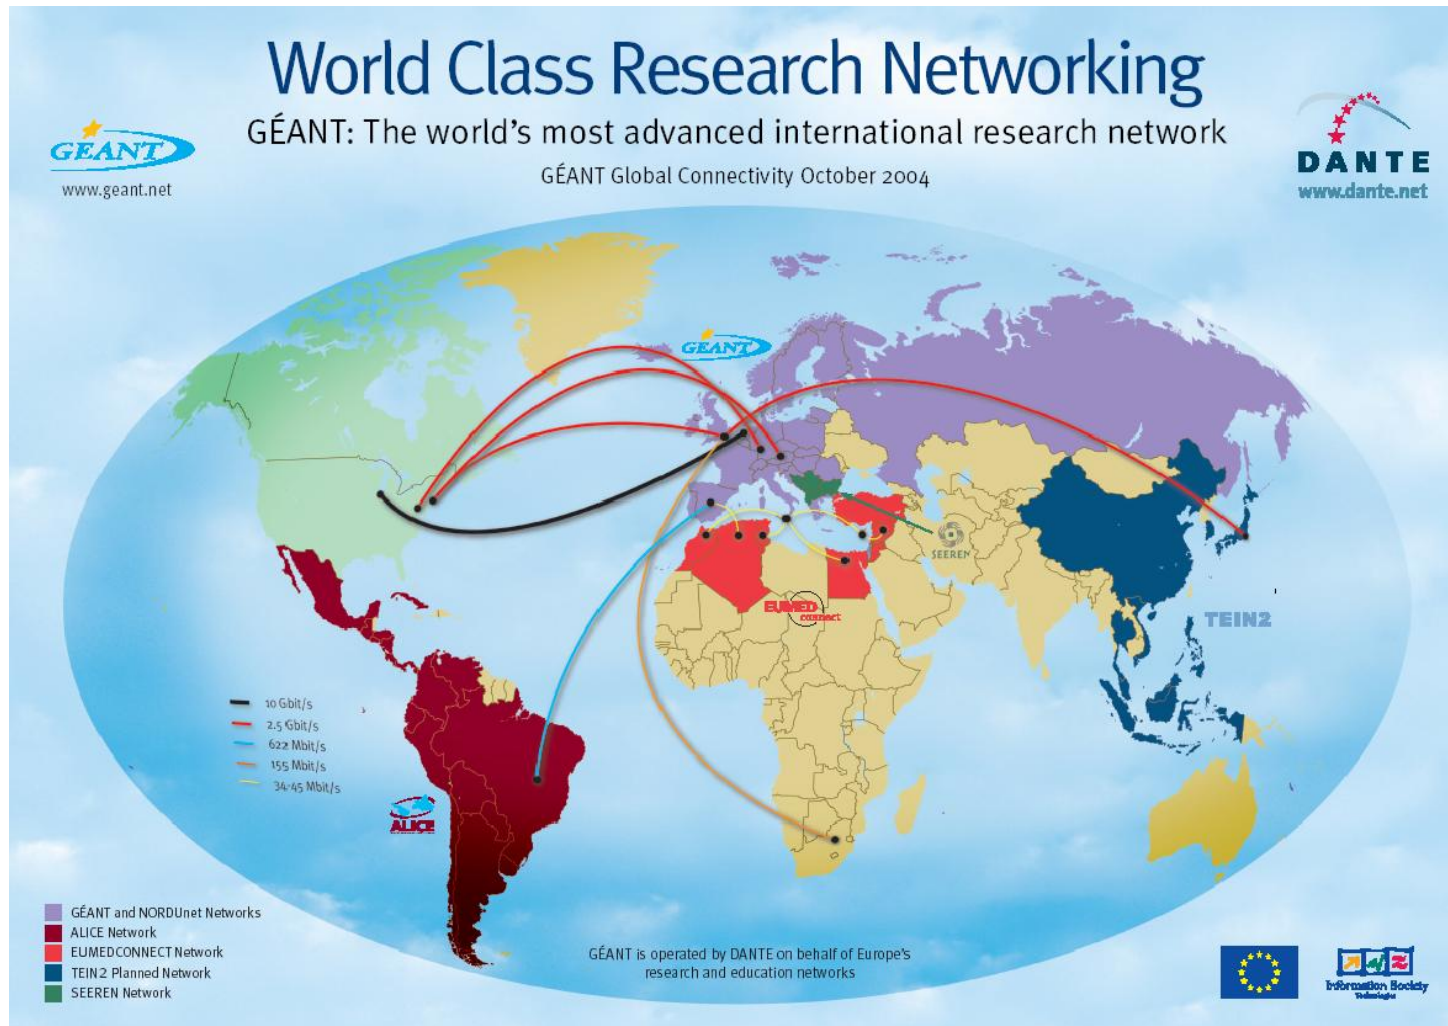 World Class Research Networking
GÉANT: The world's most advanced international research network
GÉANT Global Connectivity October 2004
GÉANT
www.geant.net
DANTE
www.dante.net
GÉANT
SEEREN
EUMED
connect
TEIN2
10 Gbit/s
2.5 Gbit/s
622 Mbit/s
155 Mbit/s
34-45 Mbit/s
ALICE
GÉANT and NORDUnet Networks
ALICE Network
EUMEDCONNECT Network
TEIN2 Planned Network
SEEREN Network
GÉANT is operated by DANTE on behalf of Europe's
research and education networks
Information Society
Technologies